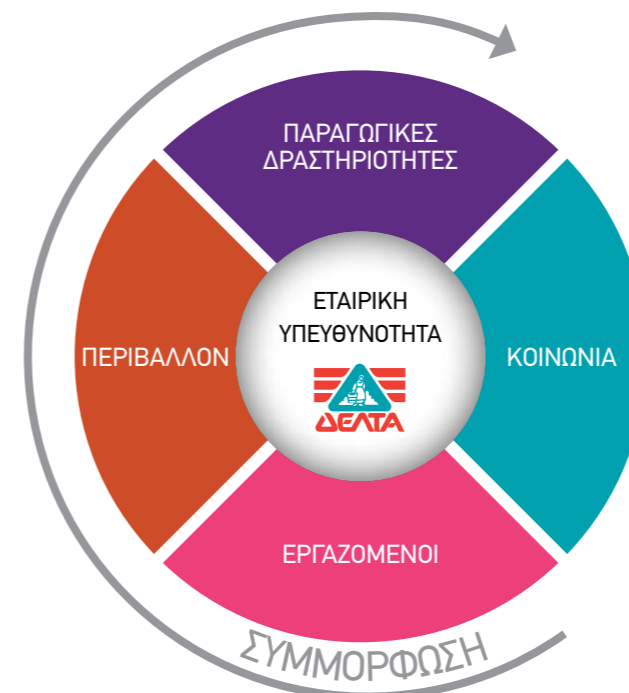 ΠΑΡΑΓΩΓΙΚΕΣ
ΔΡΑΣΤΗΡΙΟΤΗΤΕΣ
ΠΕΡΙΒΑΛΛΟΝ
ΕΤΑΙΡΙΚΗ
ΥΠΕΥΘΥΝΟΤΗΤΑ
ΔΕΛΤΑ
ΚΟΙΝΩΝΙΑ
ΕΡΓΑΖΟΜΕΝΟΙ
ΣΥΜΜΟΡΦΩΣΗ